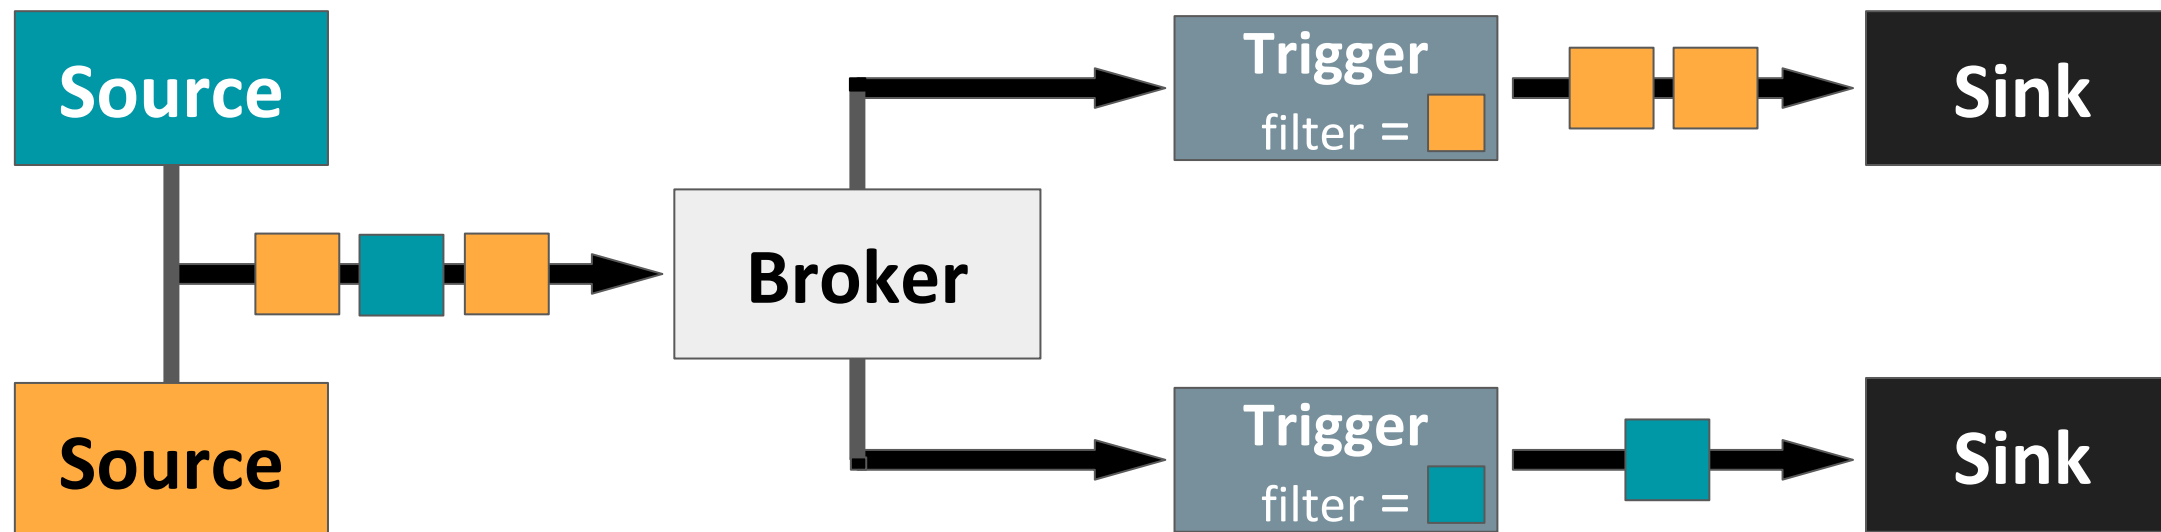 Source
Source
Broker
Trigger
filter =
Trigger
filter =
Sink
Sink